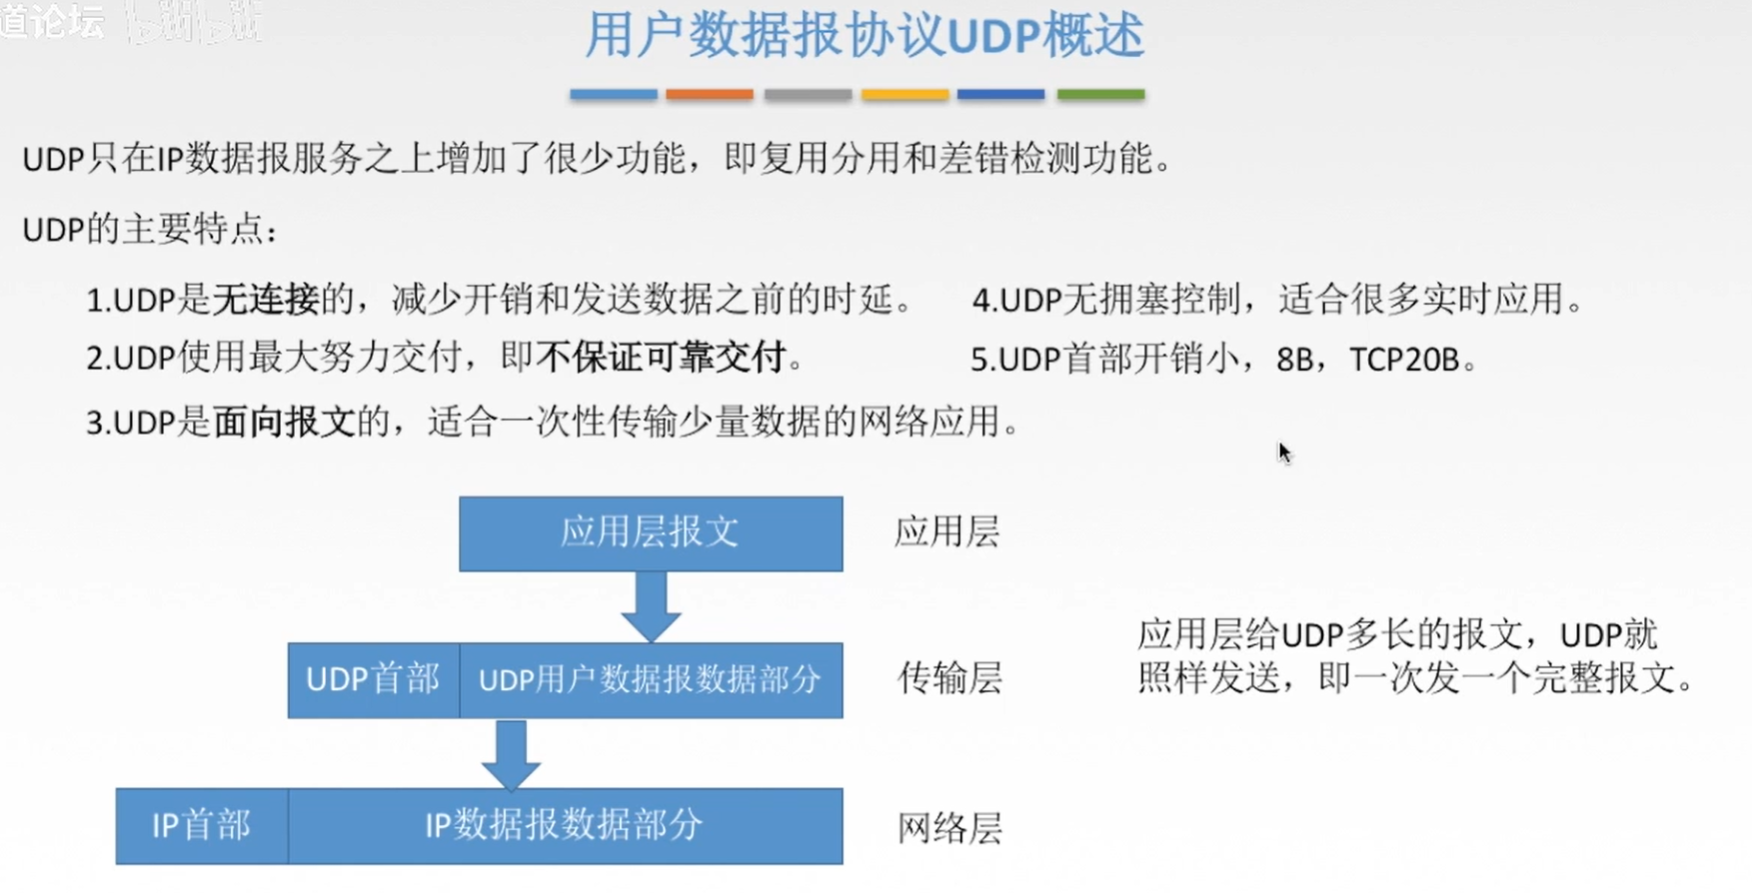 道论坛 bilibili
用户数据报协议UDP概述
UDP只在IP数据报服务之上增加了很少功能，即复用分用和差错检测功能。
UDP的主要特点：
1.UDP是无连接的，减少开销和发送数据之前的时延。
2.UDP使用最大努力交付，即不保证可靠交付。
3.UDP是面向报文的，适合一次性传输少量数据的网络应用。
4.UDP无拥塞控制，适合很多实时应用。
5.UDP首部开销小，8B，TCP20B。
应用层报文
应用层
UDP首部
UDP用户数据报数据部分
传输层
应用层给UDP多长的报文，UDP就
照样发送，即一次发一个完整报文。
IP首部
IP数据报数据部分
网络层